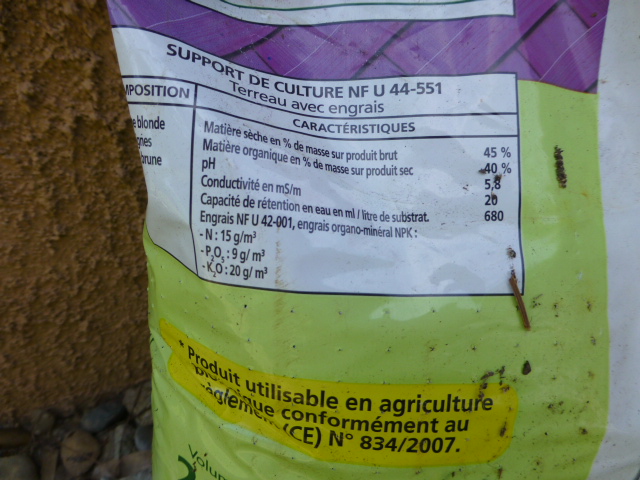 SUPPORT DE CULTURE NF U 44-551
Terreau avec engrais
CARACTÉRISTIQUES
blonde
brune
Matière sèche en % de masse sur produit brut 45 %
Matière organique en % de masse sur produit sec 40 %
pH 5,8
Conductivité en mS/m 20
Capacité de rétention en eau en ml / litre de substrat. 680
Engrais NF U 42-001, engrais organo-minéral NPK :
- N : 15 g/m³
- P₂O₅ : 9 g/ m³
- K₂O : 20 g/ m³
* Produit utilisable en agriculture
conformément au
(CE) N° 834/2007.